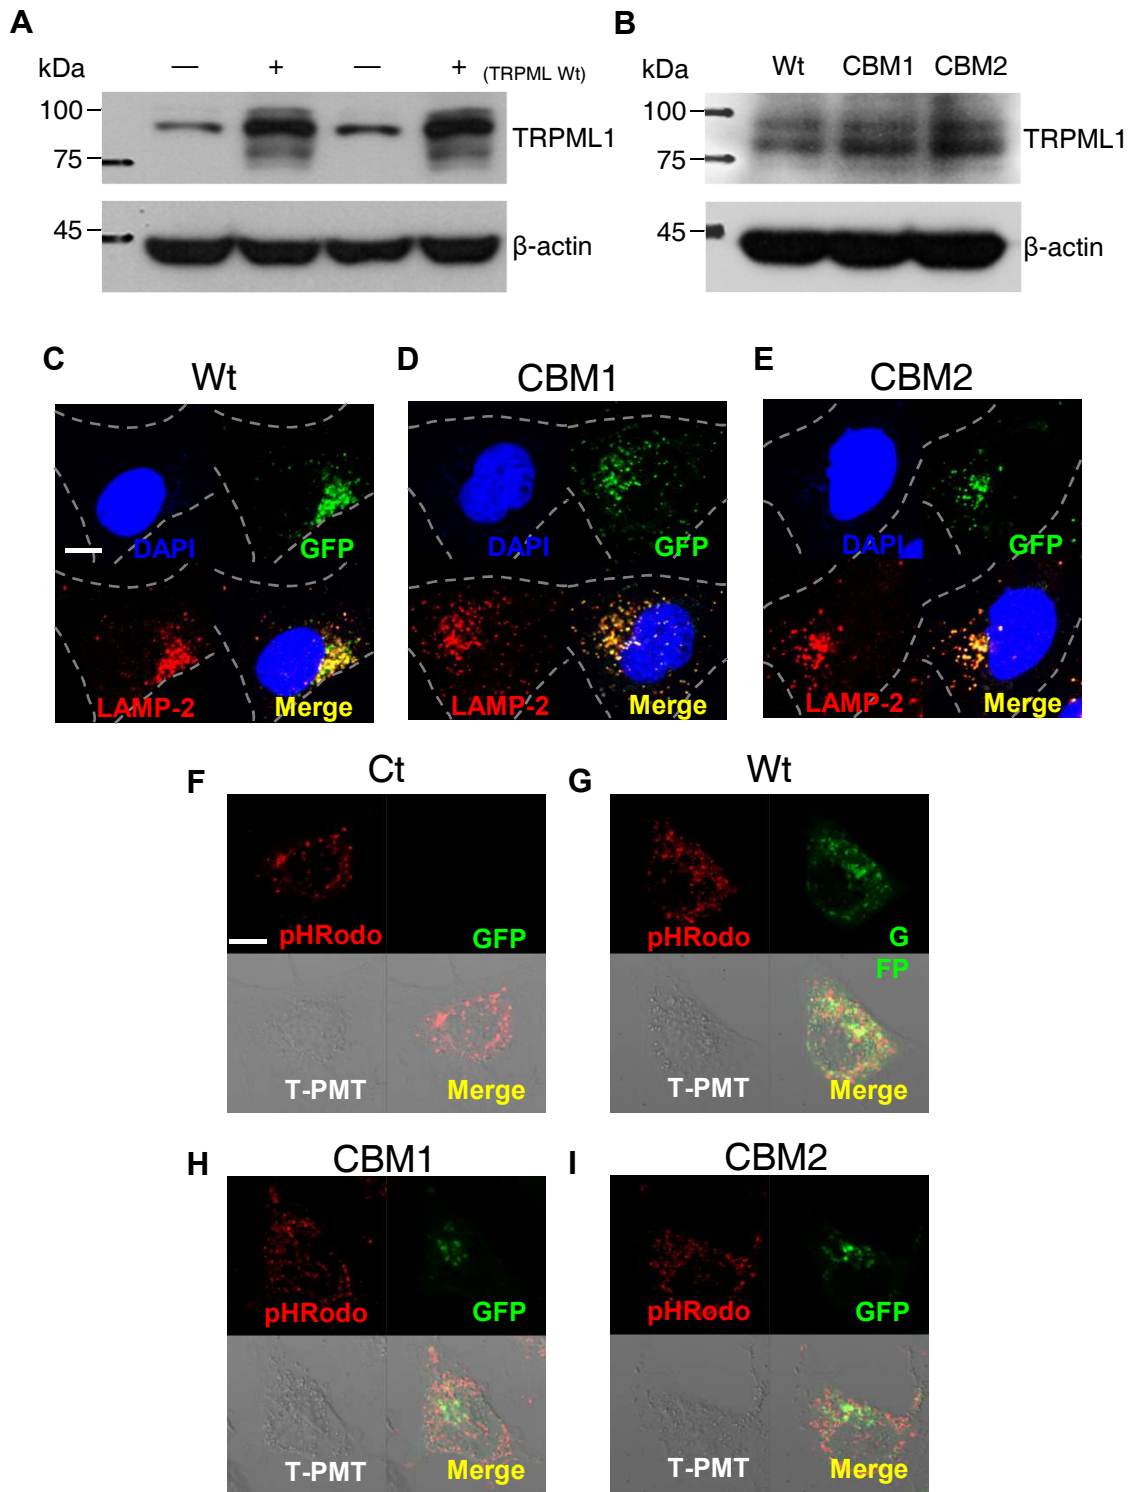 A
B
kDa
—
+
—
+
(TRPML Wt)
kDa
Wt
CBM1
CBM2
100
TRPML1
75
100
TRPML1
75
45
β-actin
45
β-actin
C
Wt
D
CBM1
E
CBM2
DAPI
GFP
DAPI
GFP
DAPI
GFP
LAMP-2
Merge
LAMP-2
Merge
LAMP-2
Merge
F
Ct
G
Wt
pHRodo
GFP
pHRodo
G
FP
T-PMT
Merge
T-PMT
Merge
H
CBM1
I
CBM2
pHRodo
GFP
pHRodo
GFP
T-PMT
Merge
T-PMT
Merge